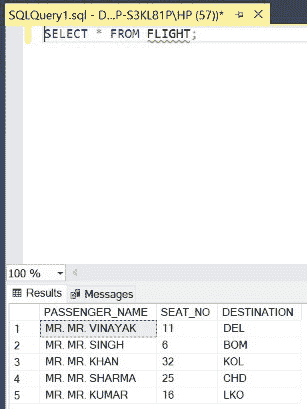 SQLQuery1.sql - D...P-S3KL81P\HP (57))*
SELECT * FROM FLIGHT;
100 %
Results Messages
PASSENGER_NAME SEAT_NO DESTINATION
1 MR. MR. VINAYAK 11 DEL
2 MR. MR. SINGH 6 BOM
3 MR. MR. KHAN 32 KOL
4 MR. MR. SHARMA 25 CHD
5 MR. MR. KUMAR 16 LKO